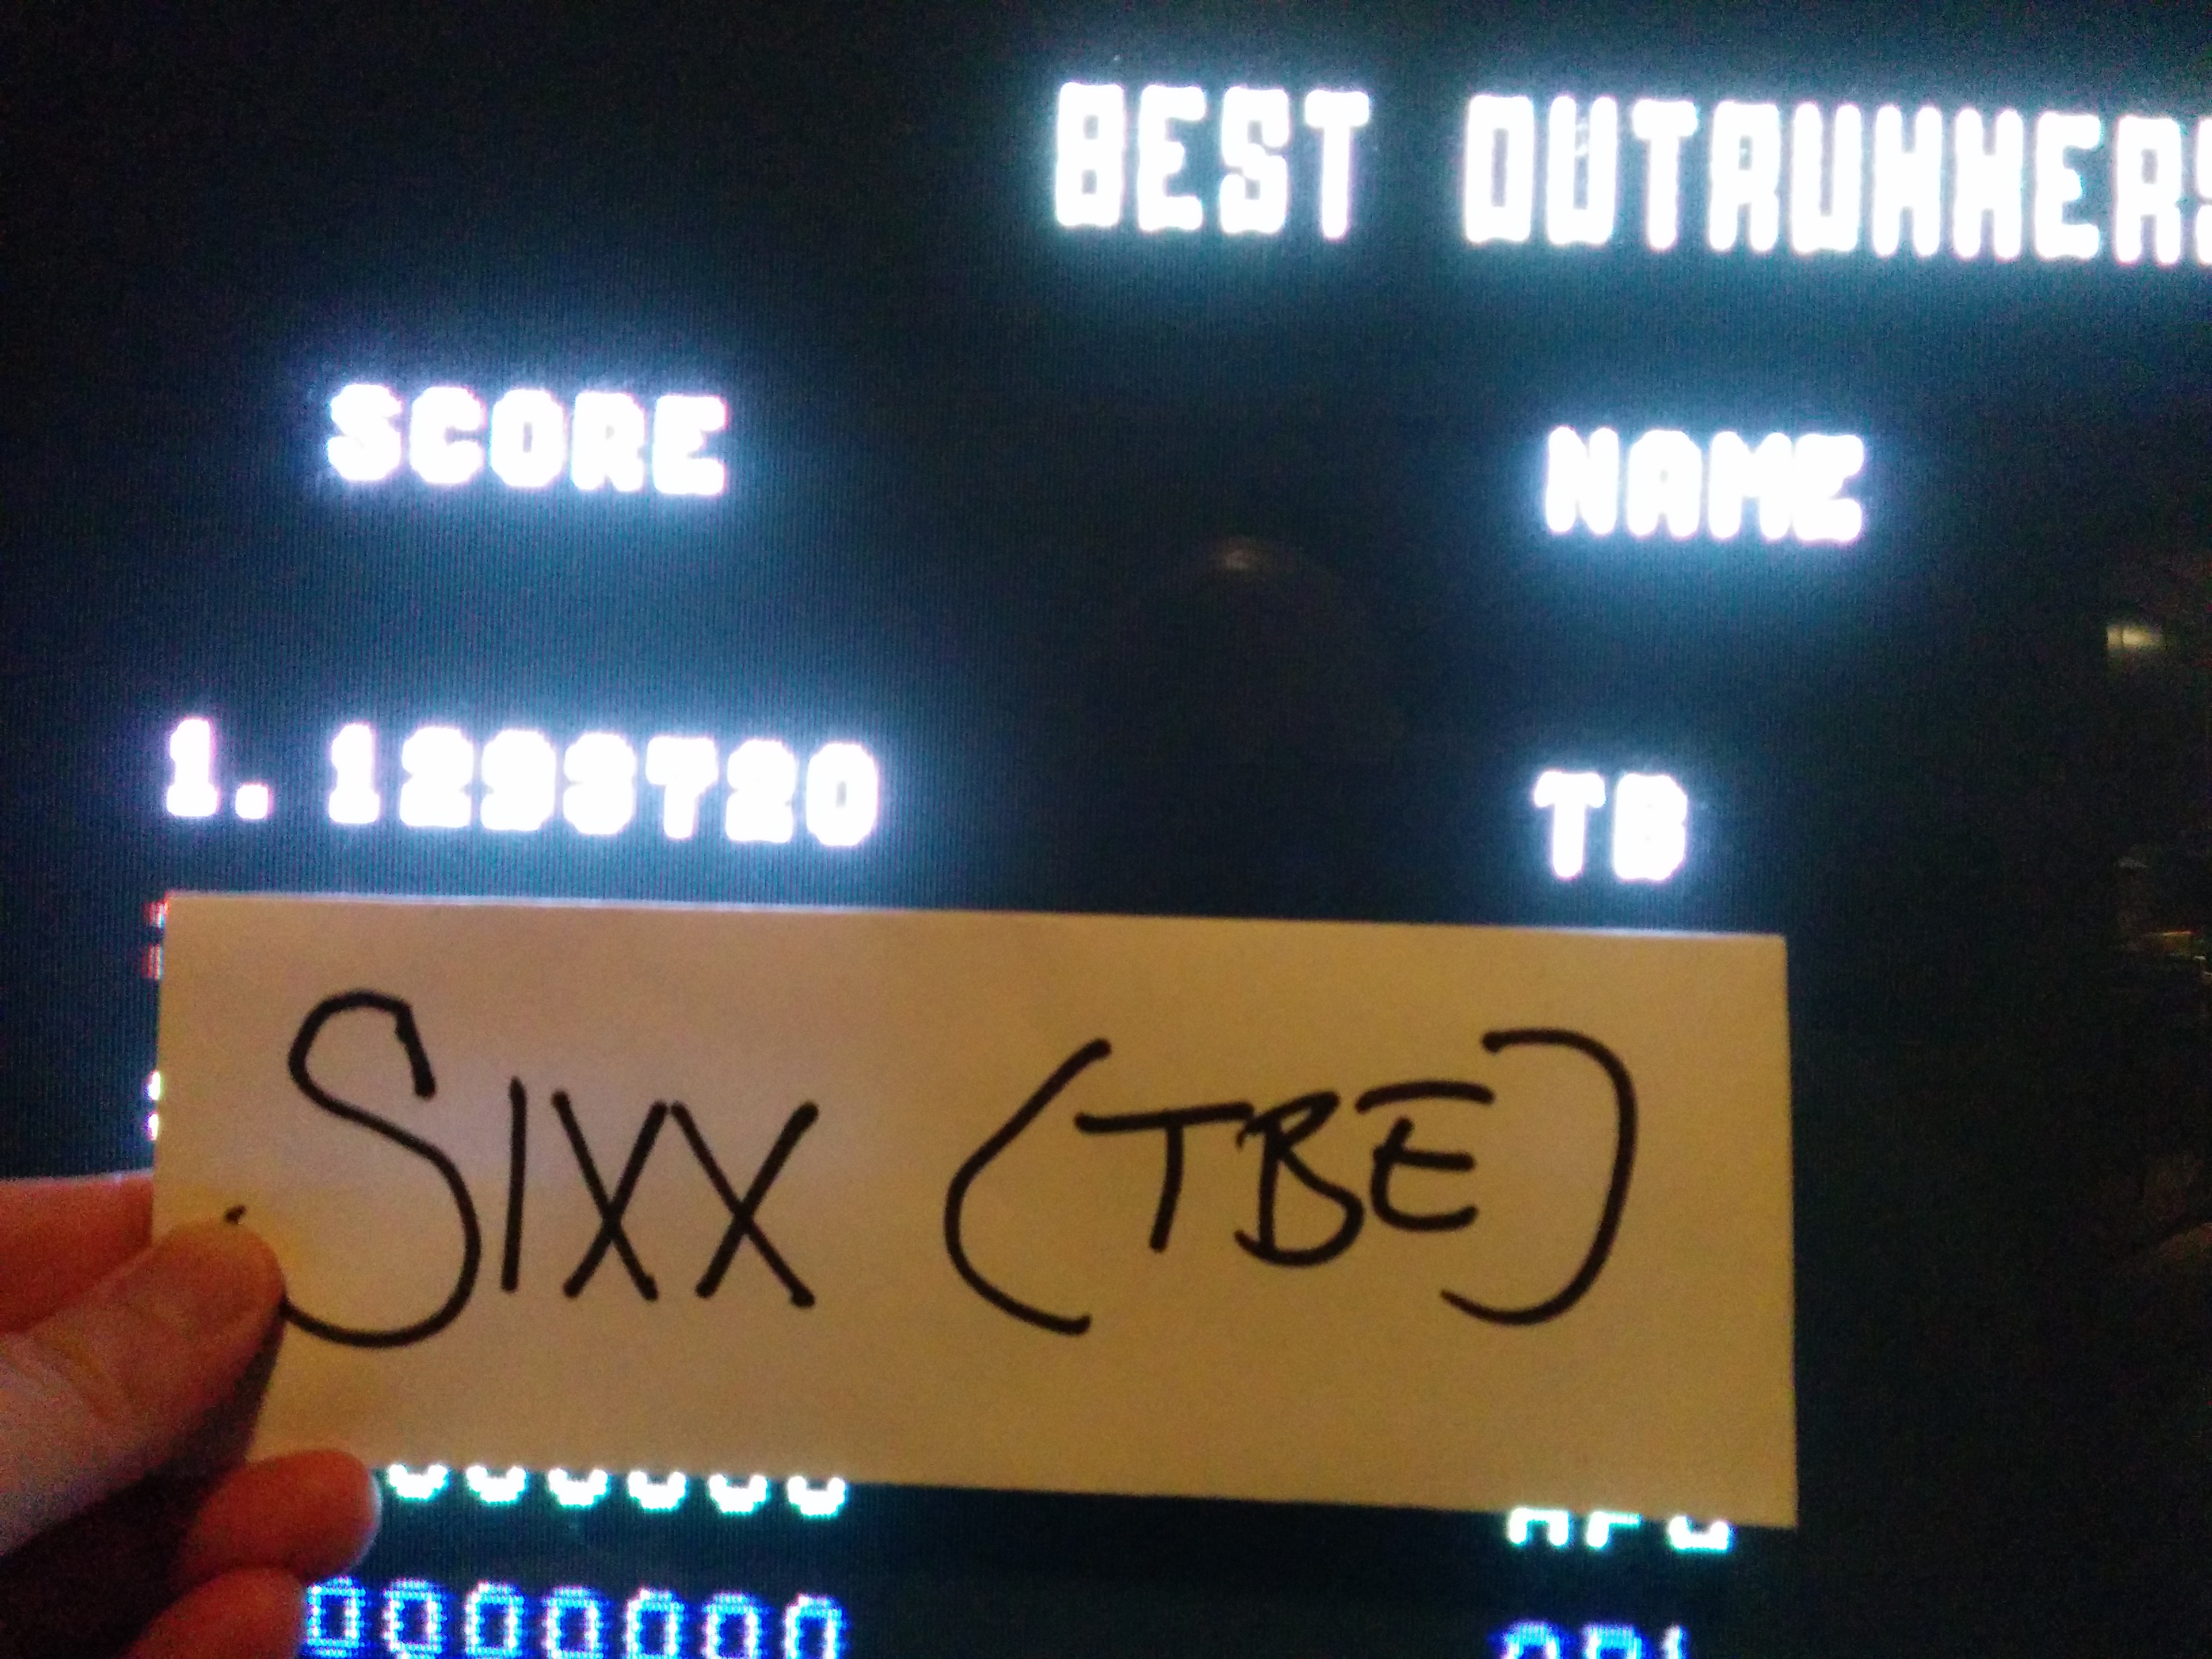 BEST OUTRUNNERS
SCORE NAME
1. 1293720 TB
SIXX (TBE)